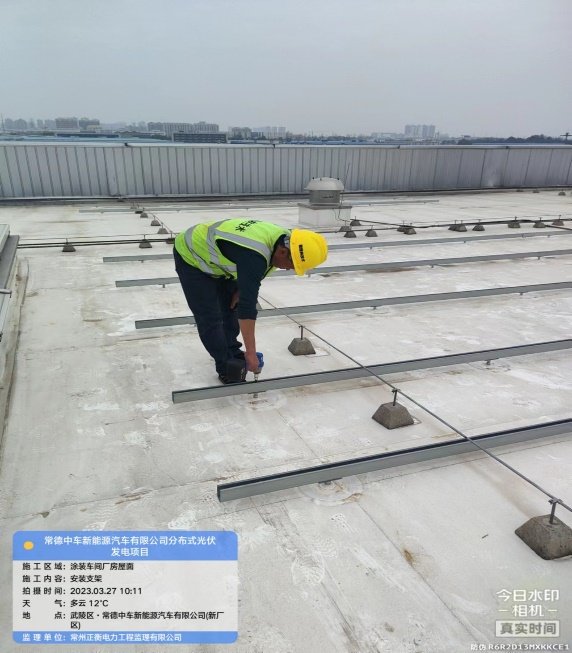 常德中车新能源汽车有限公司分布式光伏
发电项目
施工区域：涂装车间厂房屋面
施工内容：安装支架
拍摄时间：2023.03.27 10:11
天气：多云 12℃
地点：武陵区·常德中车新能源汽车有限公司(新厂
区)
监理单位：常州正衡电力工程监理有限公司
今日水印
-相机-
真实时间
防伪 R6R2D13MXKKCE1